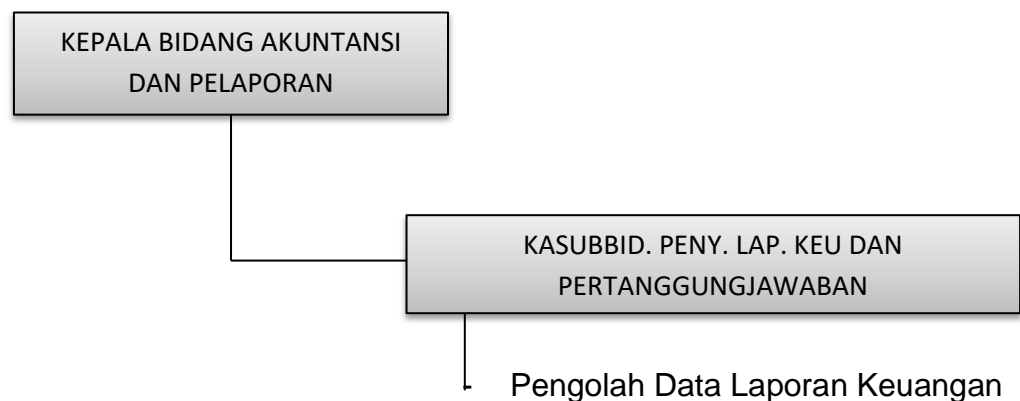 KEPALA BIDANG AKUNTANSI
DAN PELAPORAN
KASUBBID. PENY. LAP. KEU DAN
PERTANGGUNGJAWABAN
- Pengolah Data Laporan Keuangan